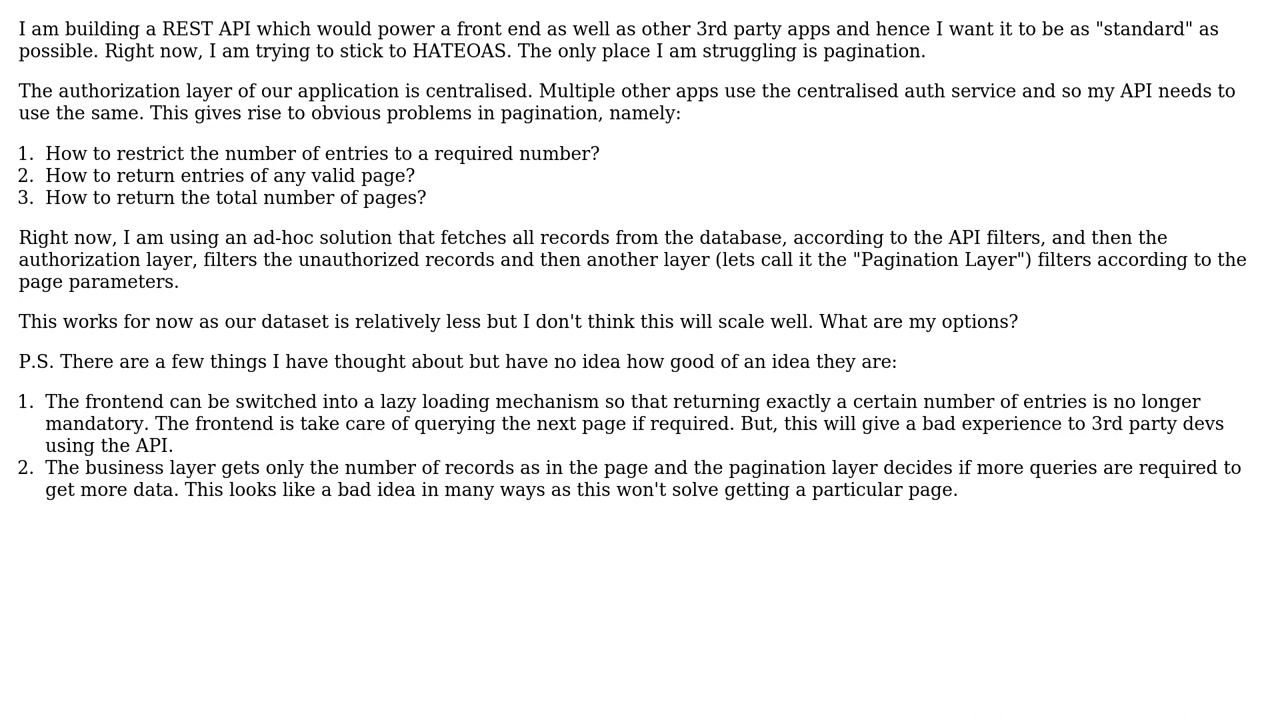 I am building a REST API which would power a front end as well as other 3rd party apps and hence I want it to be as "standard" as
possible. Right now, I am trying to stick to HATEOAS. The only place I am struggling is pagination.
The authorization layer of our application is centralised. Multiple other apps use the centralised auth service and so my API needs to
use the same. This gives rise to obvious problems in pagination, namely:
1. How to restrict the number of entries to a required number?
2. How to return entries of any valid page?
3. How to return the total number of pages?
Right now, I am using an ad-hoc solution that fetches all records from the database, according to the API filters, and then the
authorization layer, filters the unauthorized records and then another layer (lets call it the "Pagination Layer") filters according to the
page parameters.
This works for now as our dataset is relatively less but I don't think this will scale well. What are my options?
P.S. There are a few things I have thought about but have no idea how good of an idea they are:
1. The frontend can be switched into a lazy loading mechanism so that returning exactly a certain number of entries is no longer
mandatory. The frontend is take care of querying the next page if required. But, this will give a bad experience to 3rd party devs
using the API.
2. The business layer gets only the number of records as in the page and the pagination layer decides if more queries are required to
get more data. This looks like a bad idea in many ways as this won't solve getting a particular page.